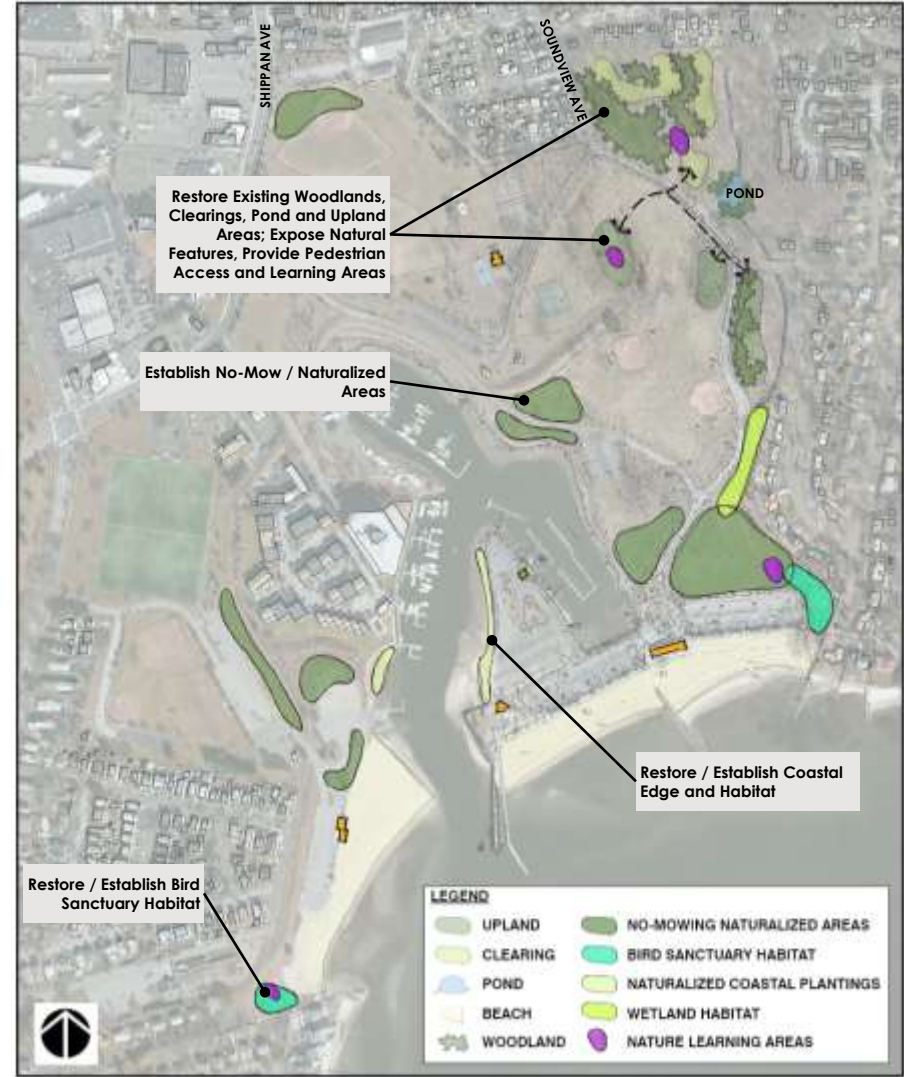 SHIPPAN AVE
SOUNDVIEW AVE
POND
Restore Existing Woodlands,
Clearings, Pond and Upland
Areas; Expose Natural
Features, Provide Pedestrian
Access and Learning Areas
Establish No-Mow / Naturalized
Areas
Restore / Establish Coastal
Edge and Habitat
Restore / Establish Bird
Sanctuary Habitat
LEGEND
UPLAND
CLEARING
POND
BEACH
WOODLAND
NO-MOWING NATURALIZED AREAS
BIRD SANCTUARY HABITAT
NATURALIZED COASTAL PLANTINGS
WETLAND HABITAT
NATURE LEARNING AREAS